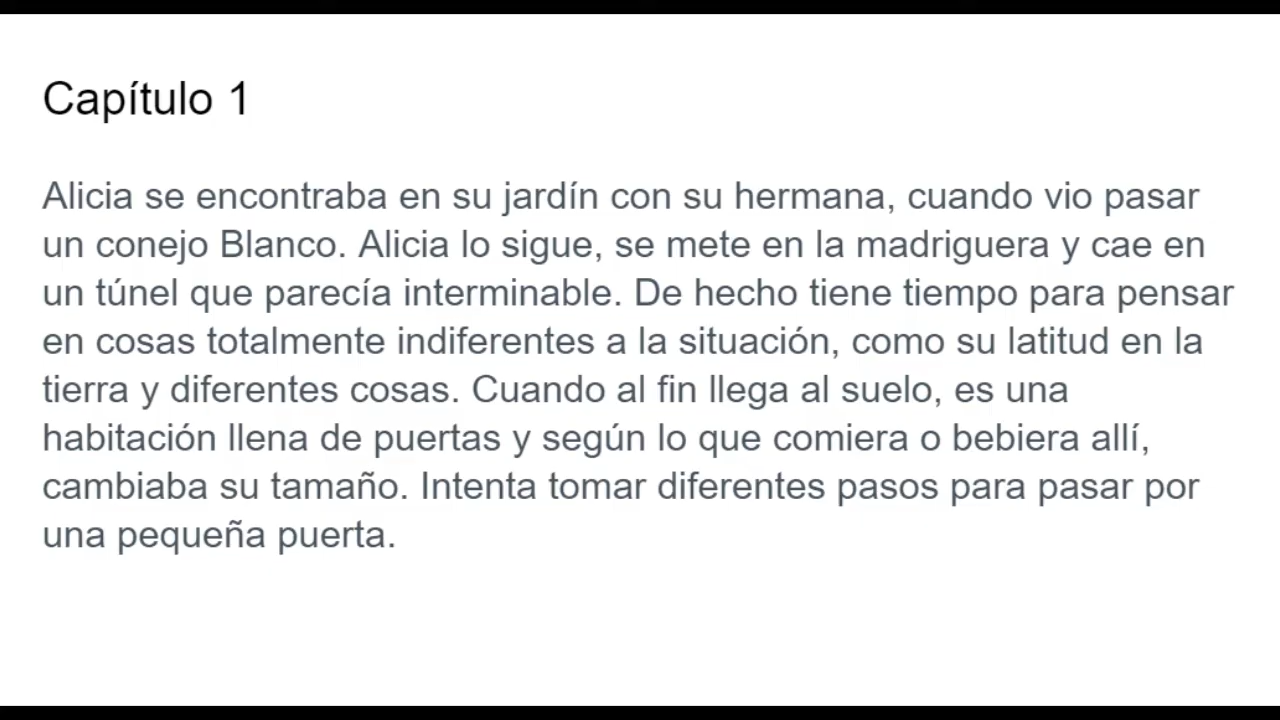 Capítulo 1
Alicia se encontraba en su jardín con su hermana, cuando vio pasar
un conejo Blanco. Alicia lo sigue, se mete en la madriguera y cae en
un túnel que parecía interminable. De hecho tiene tiempo para pensar
en cosas totalmente indiferentes a la situación, como su latitud en la
tierra y diferentes cosas. Cuando al fin llega al suelo, es una
habitación llena de puertas y según lo que comiera o bebiera allí,
cambiaba su tamaño. Intenta tomar diferentes pasos para pasar por
una pequeña puerta.